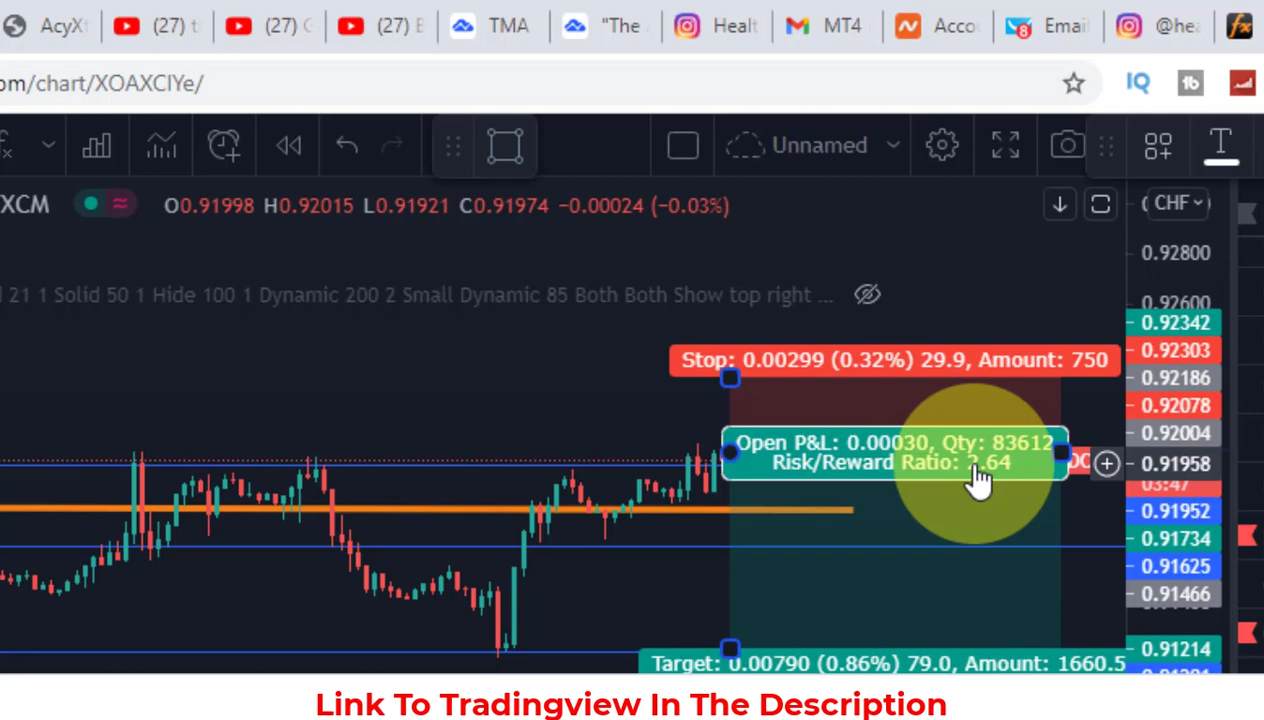 AcyX (27) (27) (27) TMA "The Healt MT4 Acco Email @hea
om/chart/XOAXCIYe/
IQ tb
Unnamed
XCM O0.91998 H0.92015 L0.91921 C0.91974 −0.00024 (−0.03%)
CHF
0.92800
21 1 Solid 50 1 Hide 100 1 Dynamic 200 2 Small Dynamic 85 Both Both Show top right ...
0.92600
0.92342
0.92303
Stop: 0.00299 (0.32%) 29.9, Amount: 750
0.92186
0.92078
0.92004
Open P&L: 0.00030, Qty: 83612
Risk/Reward Ratio: 2.64
0.91958
03:47
0.91952
0.91734
0.91625
0.91466
0.91214
Target: 0.00790 (0.86%) 79.0, Amount: 1660.5
Link To Tradingview In The Description